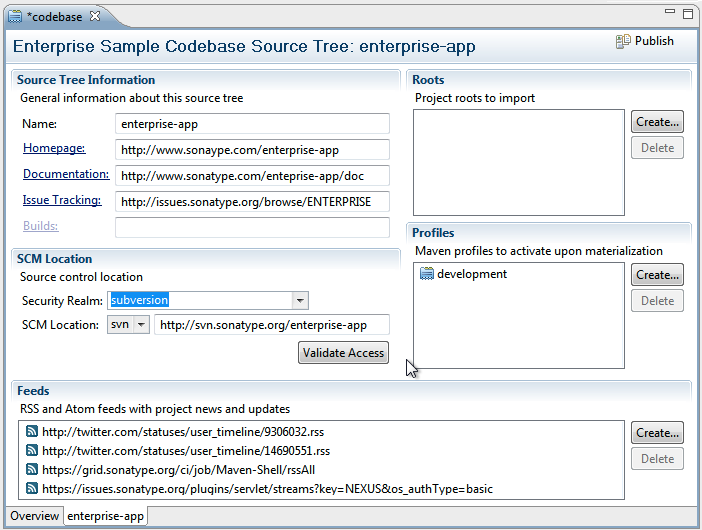 *codebase
Enterprise Sample Codebase Source Tree: enterprise-app
Publish
Source Tree Information
General information about this source tree
Name: enterprise-app
Homepage: http://www.sonaype.com/enterprise-app
Documentation: http://www.sonatype.com/enteprise-app/doc
Issue Tracking: http://issues.sonatype.org/browse/ENTERPRISE
Builds:
Roots
Project roots to import
Create...
Delete
SCM Location
Source control location
Security Realm: subversion
SCM Location: svn http://svn.sonatype.org/enterprise-app
Validate Access
Profiles
Maven profiles to activate upon materialization
development
Create...
Delete
Feeds
RSS and Atom feeds with project news and updates
http://twitter.com/statuses/user_timeline/9306032.rss
http://twitter.com/statuses/user_timeline/14690551.rss
https://grid.sonatype.org/ci/job/Maven-Shell/rssAll
https://issues.sonatype.org/plugins/servlet/streams?key=NEXUS&os_authType=basic
Create...
Delete
Overview enterprise-app